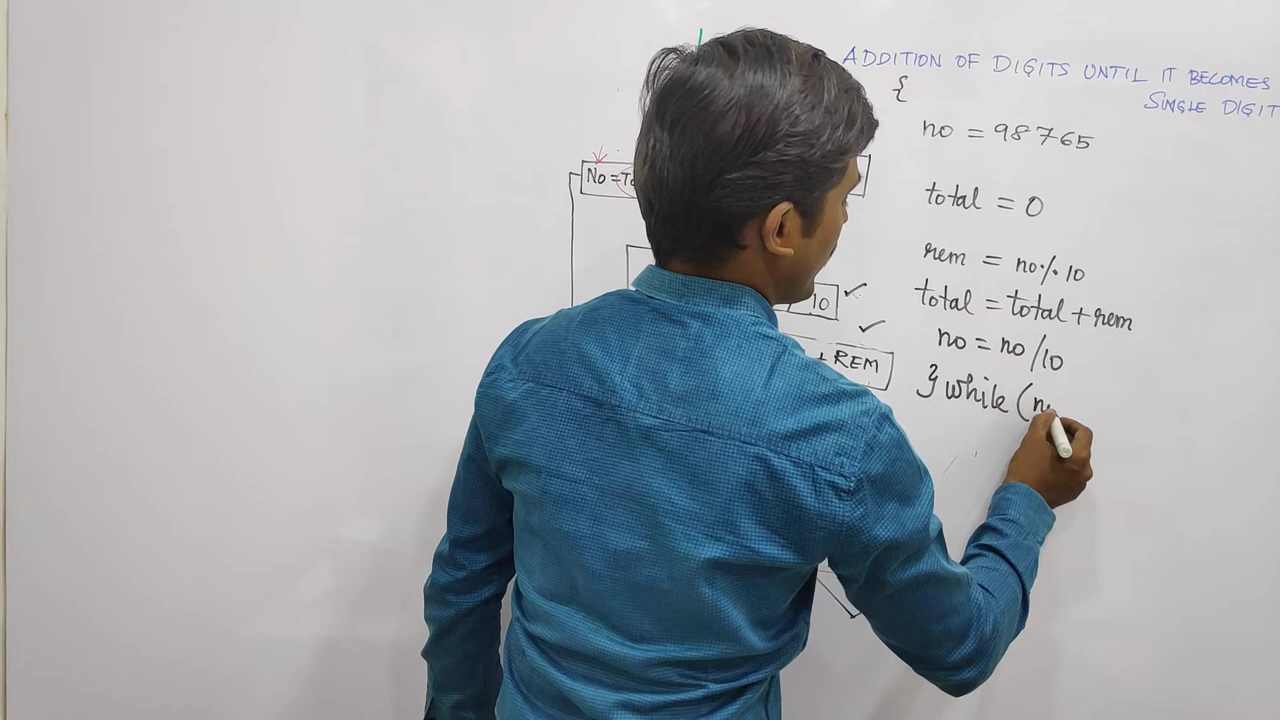 ADDITION OF DIGITS UNTIL IT BECOMES
SINGLE DIGIT
{
no = 98765
No =
total = 0
rem = no % 10
10
total = total + rem
no = no / 10
+ REM
} while (